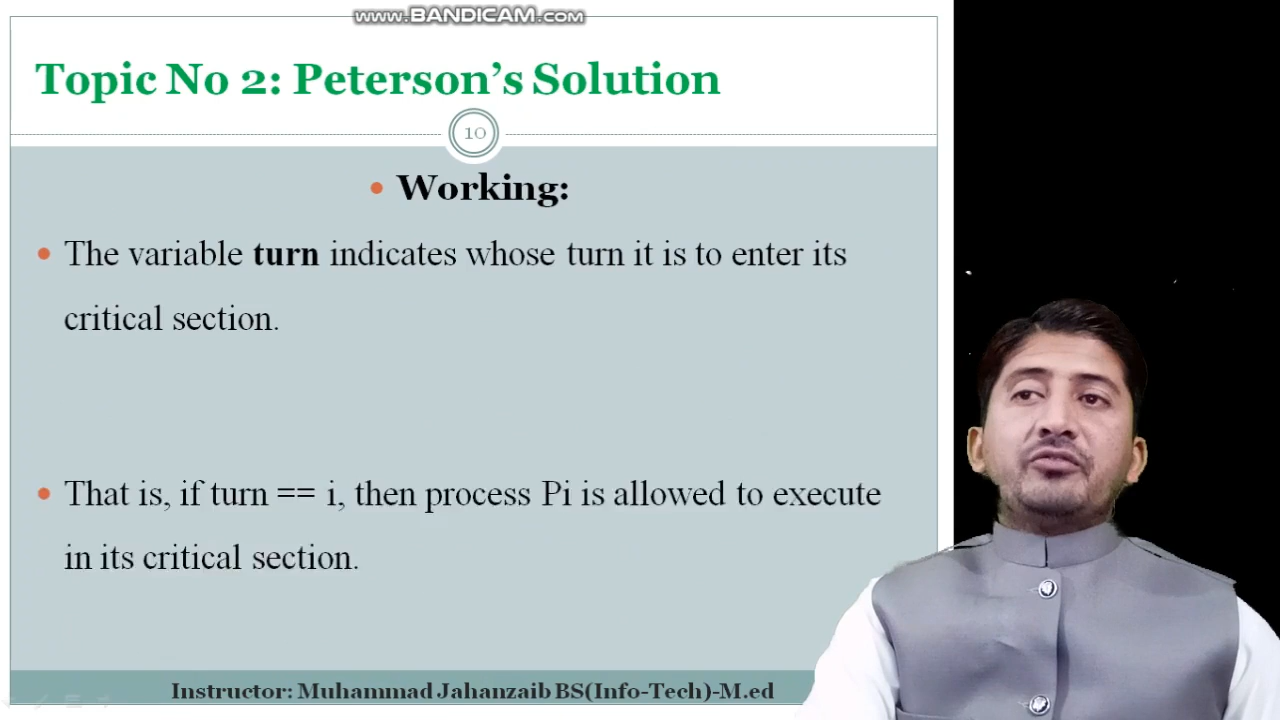 www.BANDICAM.com
Topic No 2: Peterson’s Solution
10
• Working:
• The variable turn indicates whose turn it is to enter its
critical section.
• That is, if turn == i, then process Pi is allowed to execute
in its critical section.
Instructor: Muhammad Jahanzaib BS(Info-Tech)-M.ed